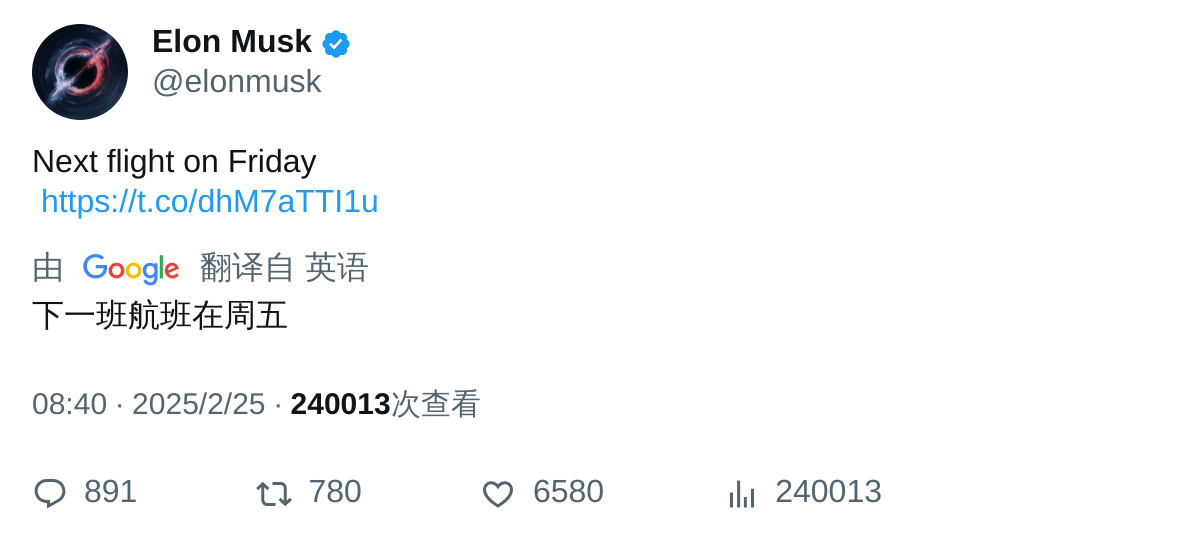 Elon Musk
@elonmusk
Next flight on Friday
https://t.co/dhM7aTTI1u
由 Google 翻译自 英语
下一班航班在周五
08:40 · 2025/2/25 · 240013次查看
891 780 6580 240013